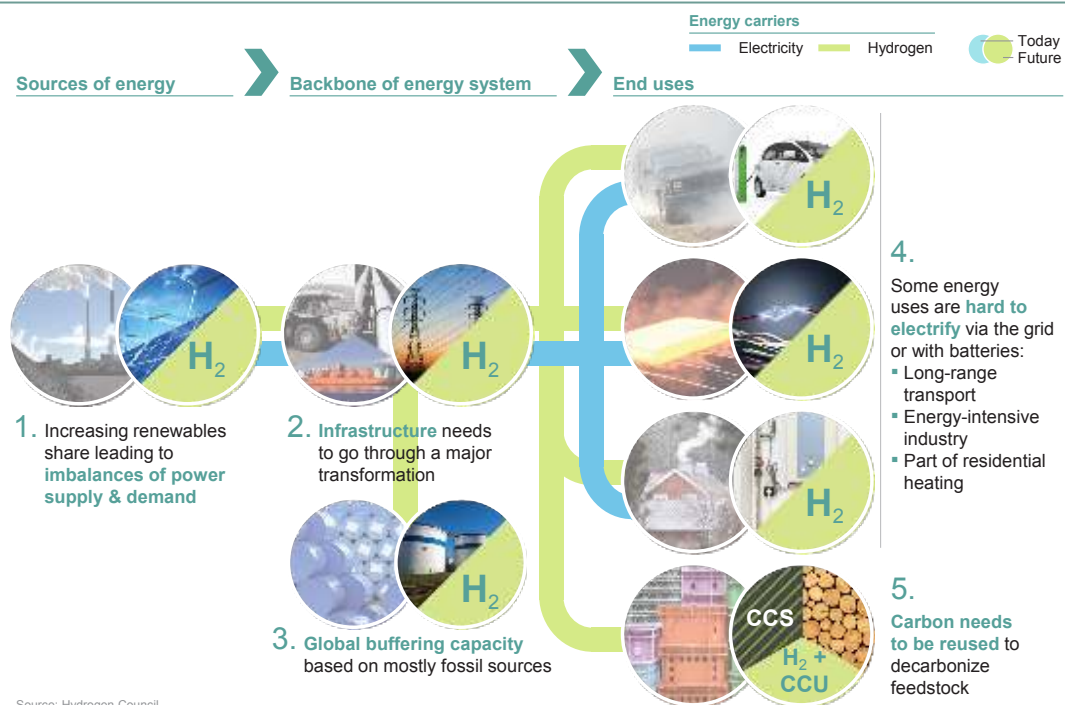 Energy carriers
Electricity
Hydrogen
Today
Future
Sources of energy
Backbone of energy system
End uses
H2
H2
H2
H2
H2
H2
CCS
H2 +
CCU
1. Increasing renewables
share leading to
imbalances of power
supply & demand
2. Infrastructure needs
to go through a major
transformation
3. Global buffering capacity
based on mostly fossil sources
4.
Some energy
uses are hard to
electrify via the grid
or with batteries:
▪ Long-range
transport
▪ Energy-intensive
industry
▪ Part of residential
heating
5.
Carbon needs
to be reused to
decarbonize
feedstock
Source: Hydrogen Council